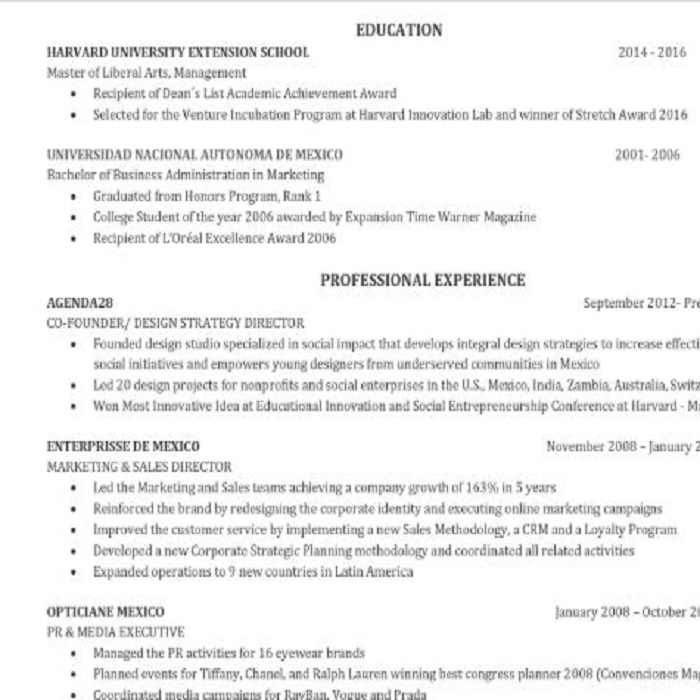 EDUCATION
HARVARD UNIVERSITY EXTENSION SCHOOL 2014 - 2016
Master of Liberal Arts, Management
• Recipient of Dean's List Academic Achievement Award
• Selected for the Venture Incubation Program at Harvard Innovation Lab and winner of Stretch Award 2016
UNIVERSIDAD NACIONAL AUTONOMA DE MEXICO 2001- 2006
Bachelor of Business Administration in Marketing
• Graduated from Honors Program, Rank 1
• College Student of the year 2006 awarded by Expansion Time Warner Magazine
• Recipient of L'Oréal Excellence Award 2006
PROFESSIONAL EXPERIENCE
AGENDA28 September 2012- Pre
CO-FOUNDER/ DESIGN STRATEGY DIRECTOR
• Founded design studio specialized in social impact that develops integral design strategies to increase effecti
social initiatives and empowers young designers from underserved communities in Mexico
• Led 20 design projects for nonprofits and social enterprises in the U.S., Mexico, India, Zambia, Australia, Switz
• Won Most Innovative Idea at Educational Innovation and Social Entrepreneurship Conference at Harvard - Ma
ENTERPRISSE DE MEXICO November 2008 – January 2
MARKETING & SALES DIRECTOR
• Led the Marketing and Sales teams achieving a company growth of 163% in 5 years
• Reinforced the brand by redesigning the corporate identity and executing online marketing campaigns
• Improved the customer service by implementing a new Sales Methodology, a CRM and a Loyalty Program
• Developed a new Corporate Strategic Planning methodology and coordinated all related activities
• Expanded operations to 9 new countries in Latin America
OPTICIANE MEXICO January 2008 – October 20
PR & MEDIA EXECUTIVE
• Managed the PR activities for 16 eyewear brands
• Planned events for Tiffany, Chanel, and Ralph Lauren winning best congress planner 2008 (Convenciones Ma
• Coordinated media campaigns for RayBan, Vogue and Prada